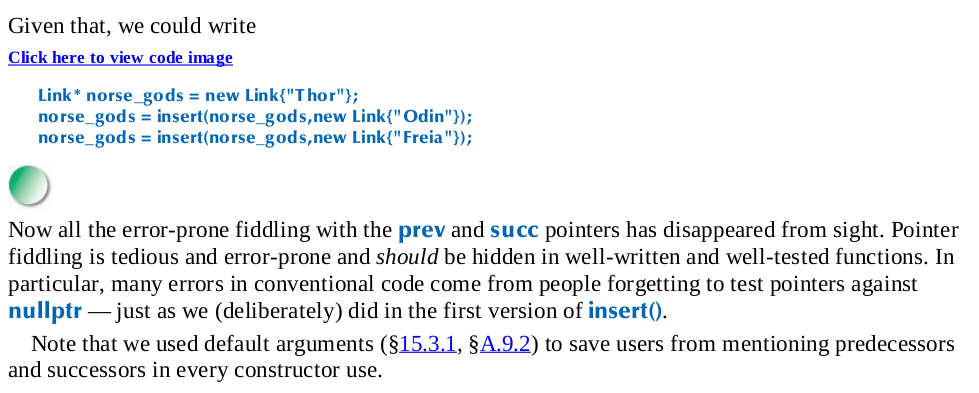 Given that, we could write
Click here to view code image
Link* norse_gods = new Link{"Thor"};
norse_gods = insert(norse_gods,new Link{"Odin"});
norse_gods = insert(norse_gods,new Link{"Freia"});
Now all the error-prone fiddling with the prev and succ pointers has disappeared from sight. Pointer
fiddling is tedious and error-prone and should be hidden in well-written and well-tested functions. In
particular, many errors in conventional code come from people forgetting to test pointers against
nullptr — just as we (deliberately) did in the first version of insert().
Note that we used default arguments (§15.3.1, §A.9.2) to save users from mentioning predecessors
and successors in every constructor use.